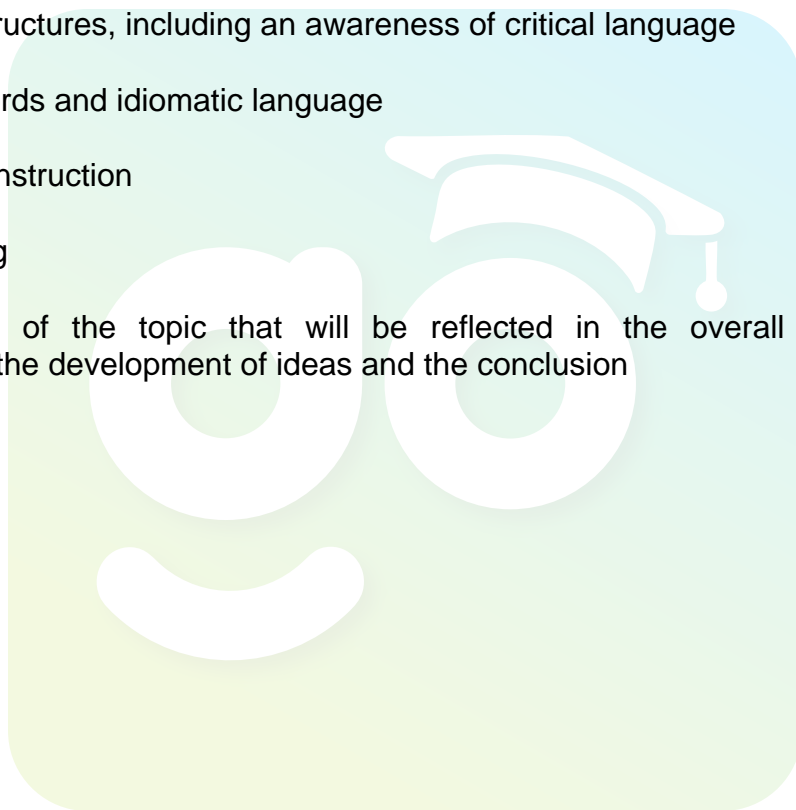 ructures, including an awareness of critical language
rds and idiomatic language
nstruction
g
of the topic that will be reflected in the overall
the development of ideas and the conclusion
go